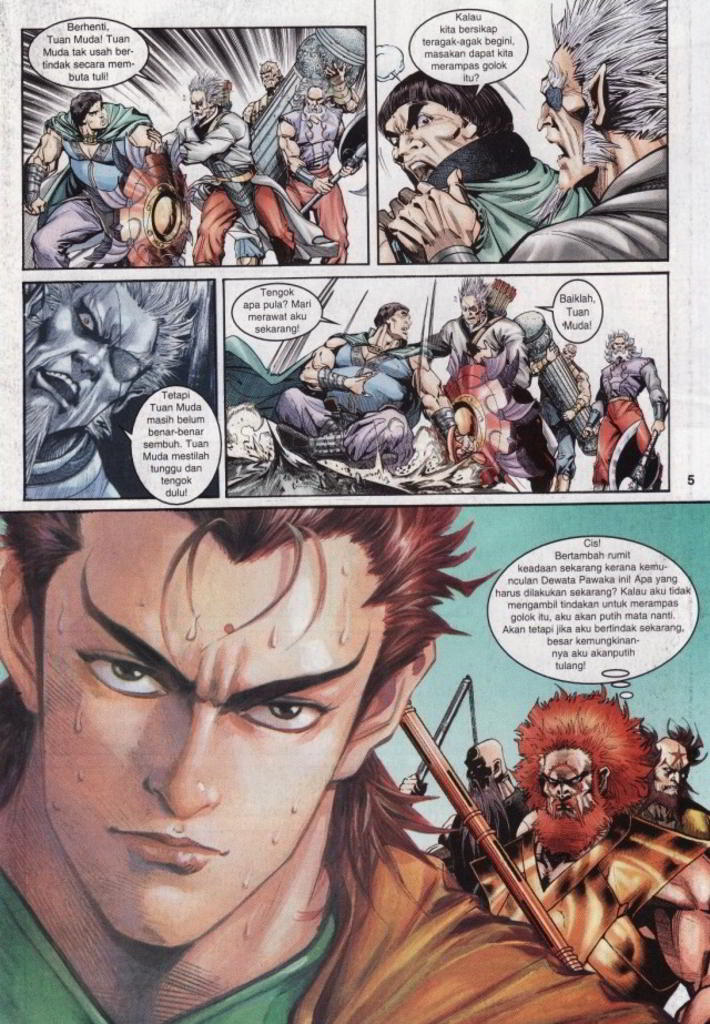 Berhenti,
Tuan Muda! Tuan
Muda tak usah ber-
tindak secara mem-
buta tuli!
Kalau
kita bersikap
teragak-agak begini,
masakan dapat kita
merampas golok
itu?
Tetapi
Tuan Muda
masih belum
benar-benar
sembuh. Tuan
Muda mestilah
tunggu dan
tengok
dulu!
Tengok
apa pula? Mari
merawat aku
sekarang!
Baiklah,
Tuan
Muda!
5
Cis!
Bertambah rumit
keadaan sekarang kerana kemu-
nculan Dewata Pawaka ini! Apa yang
harus dilakukan sekarang? Kalau aku tidak
mengambil tindakan untuk merampas
golok itu, aku akan putih mata nanti.
Akan tetapi jika aku bertindak sekarang,
besar kemungkinan-
nya aku akanputih
tulang!